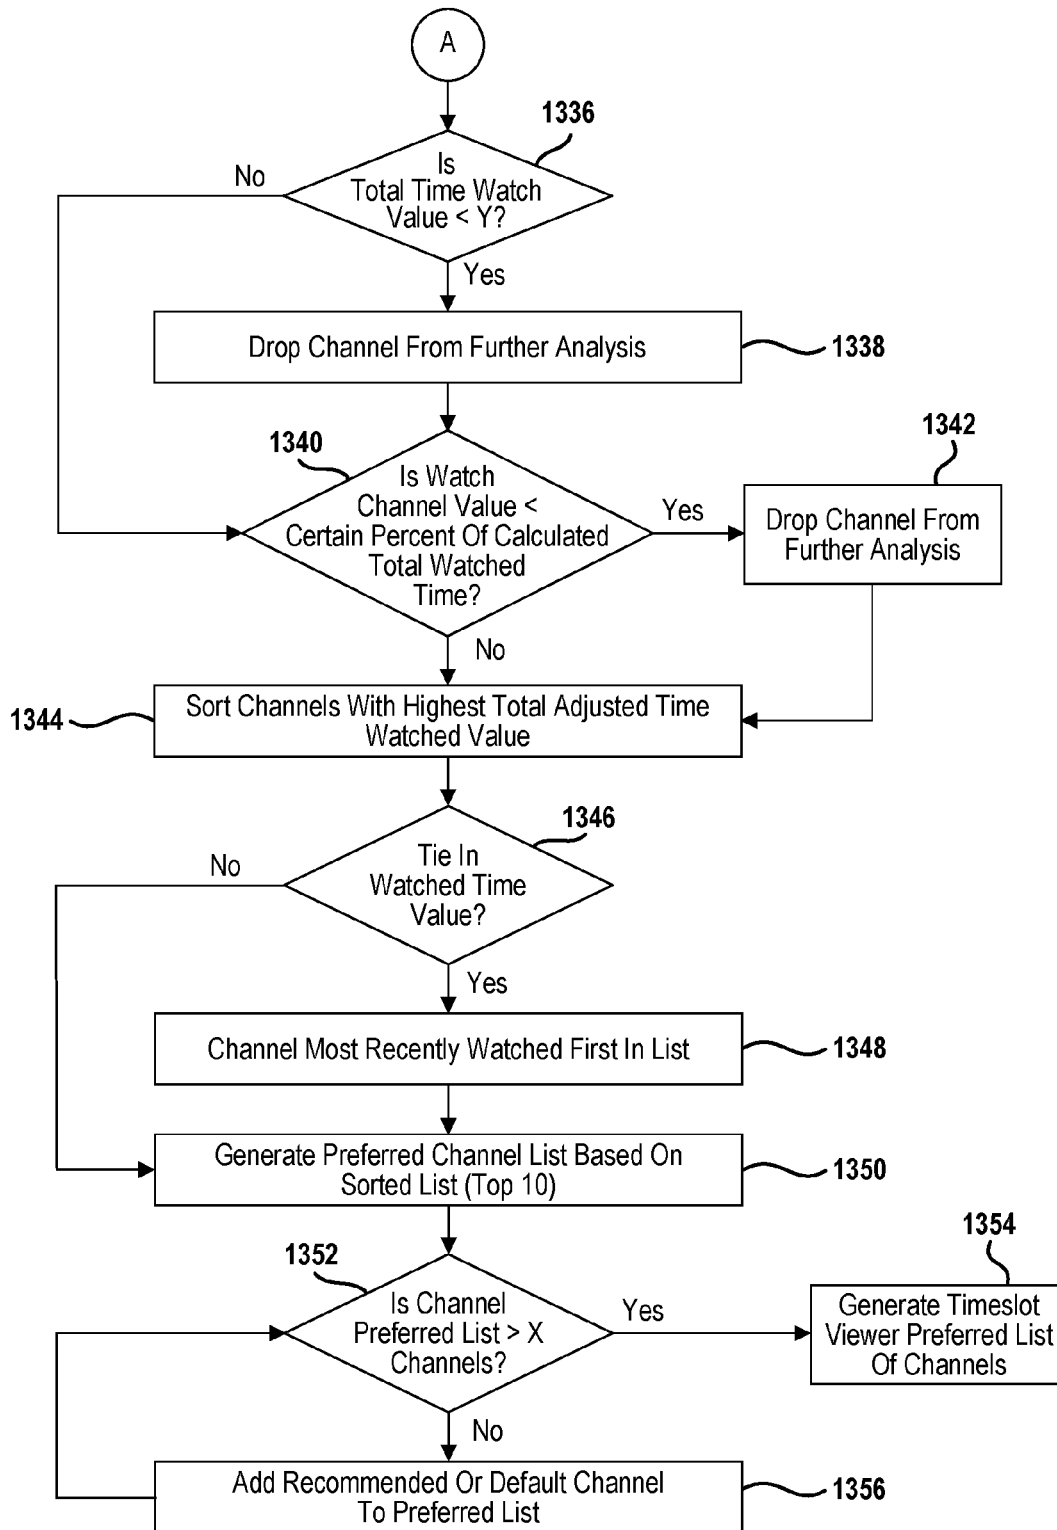 A
1336
Is
Total Time Watch
Value < Y?
No
Yes
Drop Channel From Further Analysis
1338
1340
Is Watch
Channel Value <
Certain Percent Of Calculated
Total Watched
Time?
Yes
1342
Drop Channel From
Further Analysis
No
1344
Sort Channels With Highest Total Adjusted Time
Watched Value
1346
Tie In
Watched Time
Value?
No
Yes
Channel Most Recently Watched First In List
1348
Generate Preferred Channel List Based On
Sorted List (Top 10)
1350
1352
Is Channel
Preferred List > X
Channels?
Yes
1354
Generate Timeslot
Viewer Preferred List
Of Channels
No
Add Recommended Or Default Channel
To Preferred List
1356